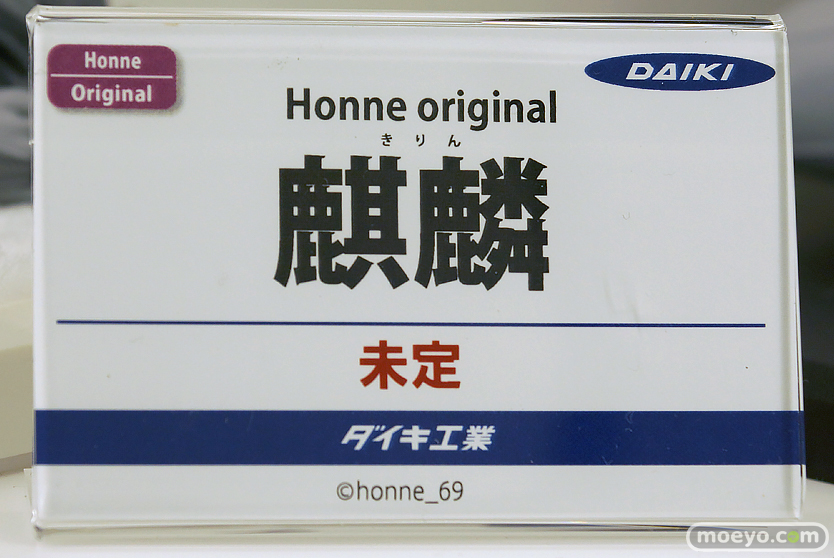 Honne
Original
DAIKI
Honne original
きりん
麒麟
未定
ダイキ工業
©honne_69
moeyo.com